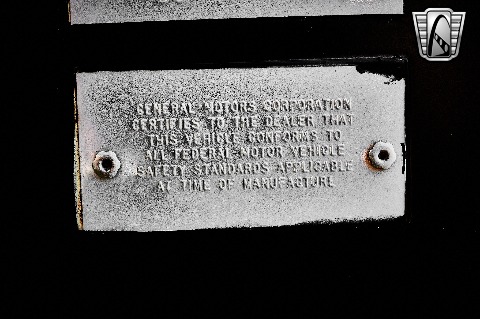 GENERAL MOTORS CORPORATION
CERTIFIES TO THE DEALER THAT
THIS VEHICLE CONFORMS TO
ALL FEDERAL MOTOR VEHICLE
SAFETY STANDARDS APPLICABLE
AT TIME OF MANUFACTURE